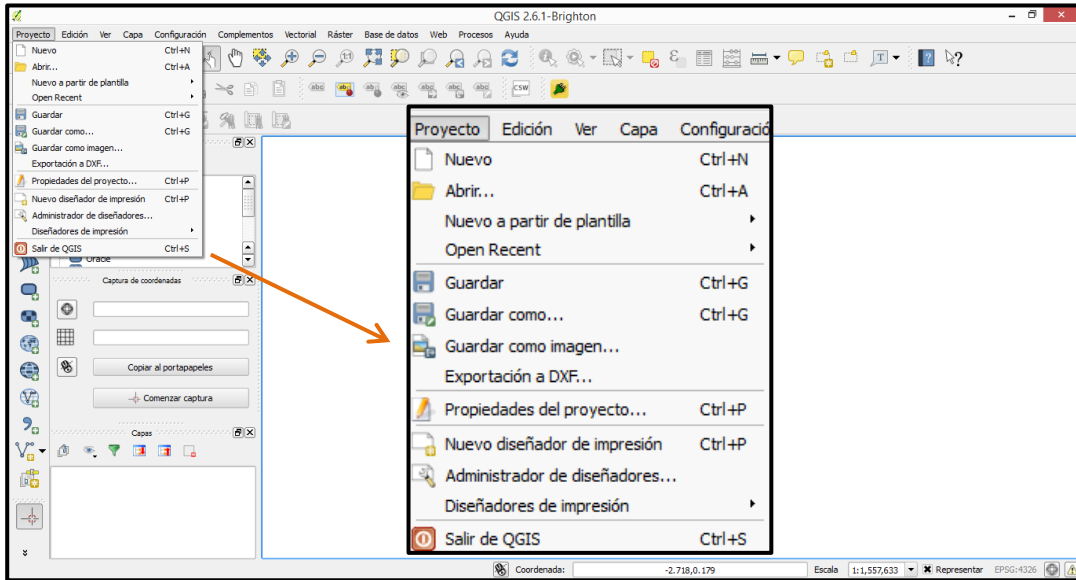 QGIS 2.6.1-Brighton
Proyecto Edición Ver Capa Configuración Complementos Vectorial Ráster Base de datos Web Procesos Ayuda
Nuevo Ctrl+N
Abrir... Ctrl+A
Nuevo a partir de plantilla
Open Recent
Guardar Ctrl+G
Guardar como... Ctrl+G
Guardar como imagen...
Exportación a DXF...
Propiedades del proyecto... Ctrl+P
Nuevo diseñador de impresión Ctrl+P
Administrador de diseñadores...
Diseñadores de impresión
Salir de QGIS Ctrl+S
Oracle
Captura de coordenadas
Copiar al portapapeles
Comenzar captura
Capas
abc ab abc abc abc abc CSW
Proyecto Edición Ver Capa Configuració
Nuevo Ctrl+N
Abrir... Ctrl+A
Nuevo a partir de plantilla
Open Recent
Guardar Ctrl+G
Guardar como... Ctrl+G
Guardar como imagen...
Exportación a DXF...
Propiedades del proyecto... Ctrl+P
Nuevo diseñador de impresión Ctrl+P
Administrador de diseñadores...
Diseñadores de impresión
Salir de QGIS Ctrl+S
Coordenada: -2.718,0.179 Escala 1:1,557,633 Representar EPSG:4326